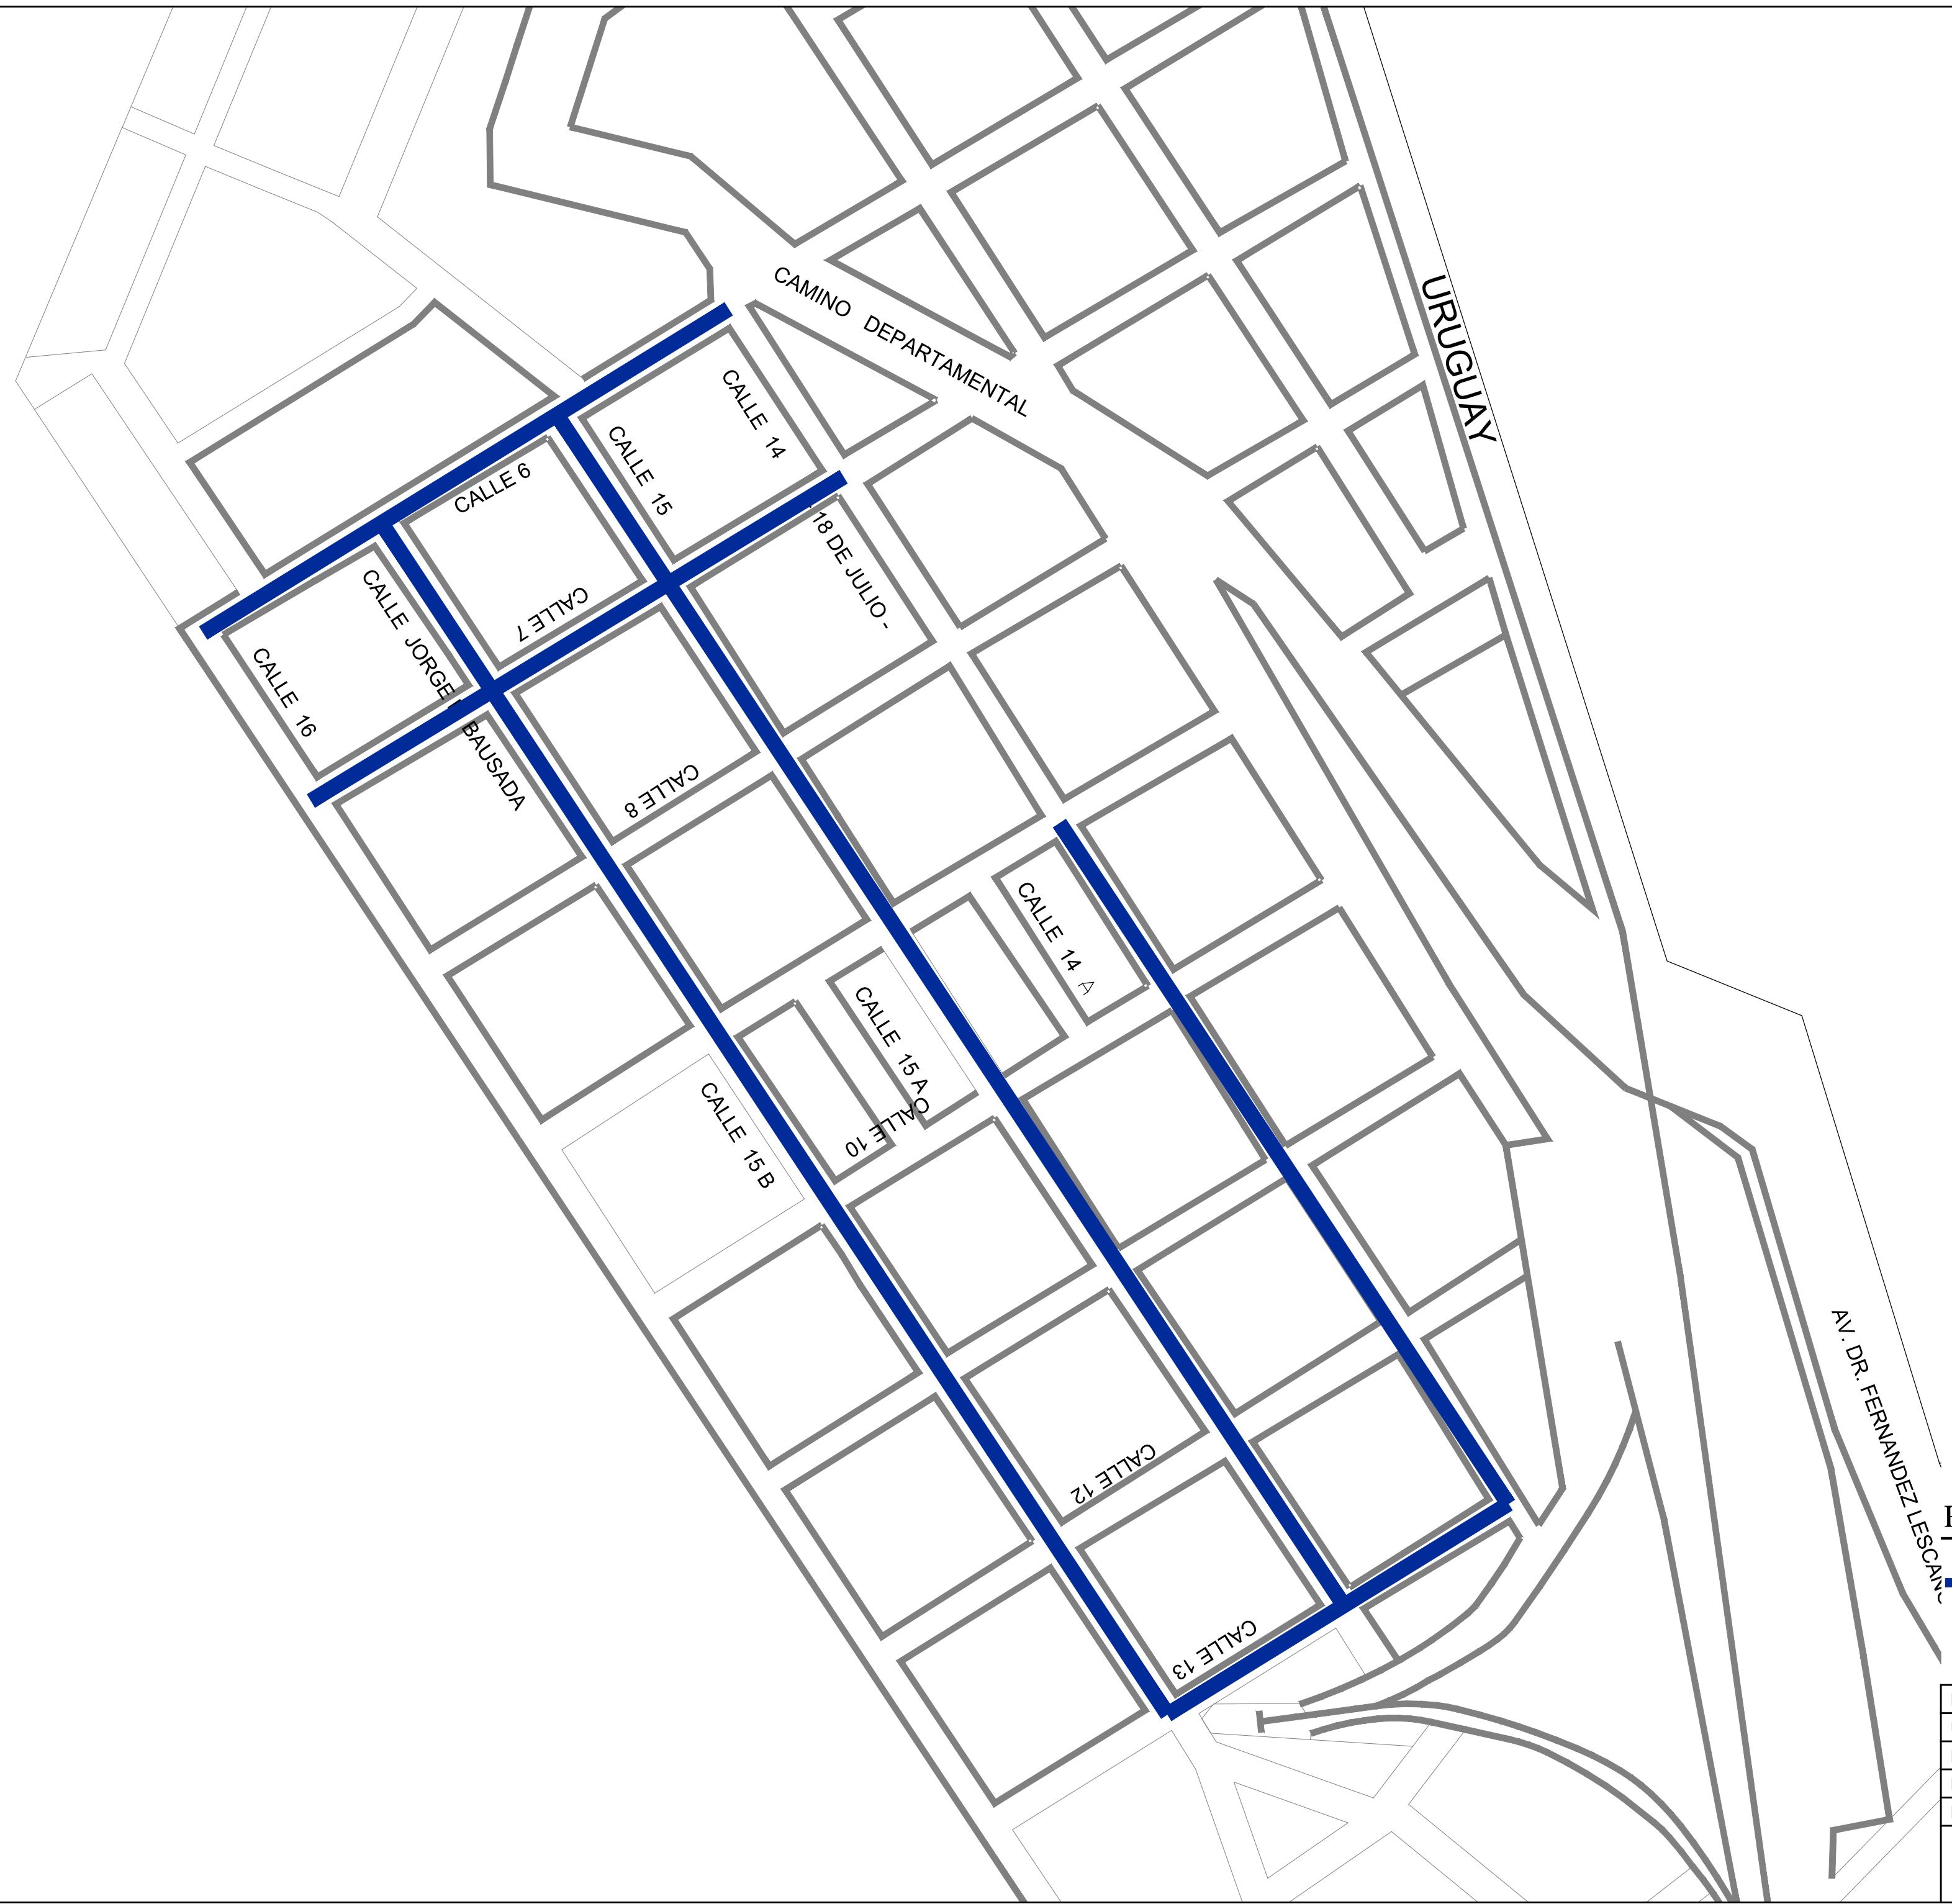 CAMINO DEPARTAMENTAL
URUGUAY
CALLE 14
CALLE 15
CALLE 6
18 DE JULIO -
CALLE JORGE L BAUSADA
CALLE 7
CALLE 16
CALLE 8
CALLE 14 A
CALLE 15 A
CALLE 10
CALLE 15 B
AV. DR. FERNANDEZ LESCANO
CALLE 12
CALLE 13